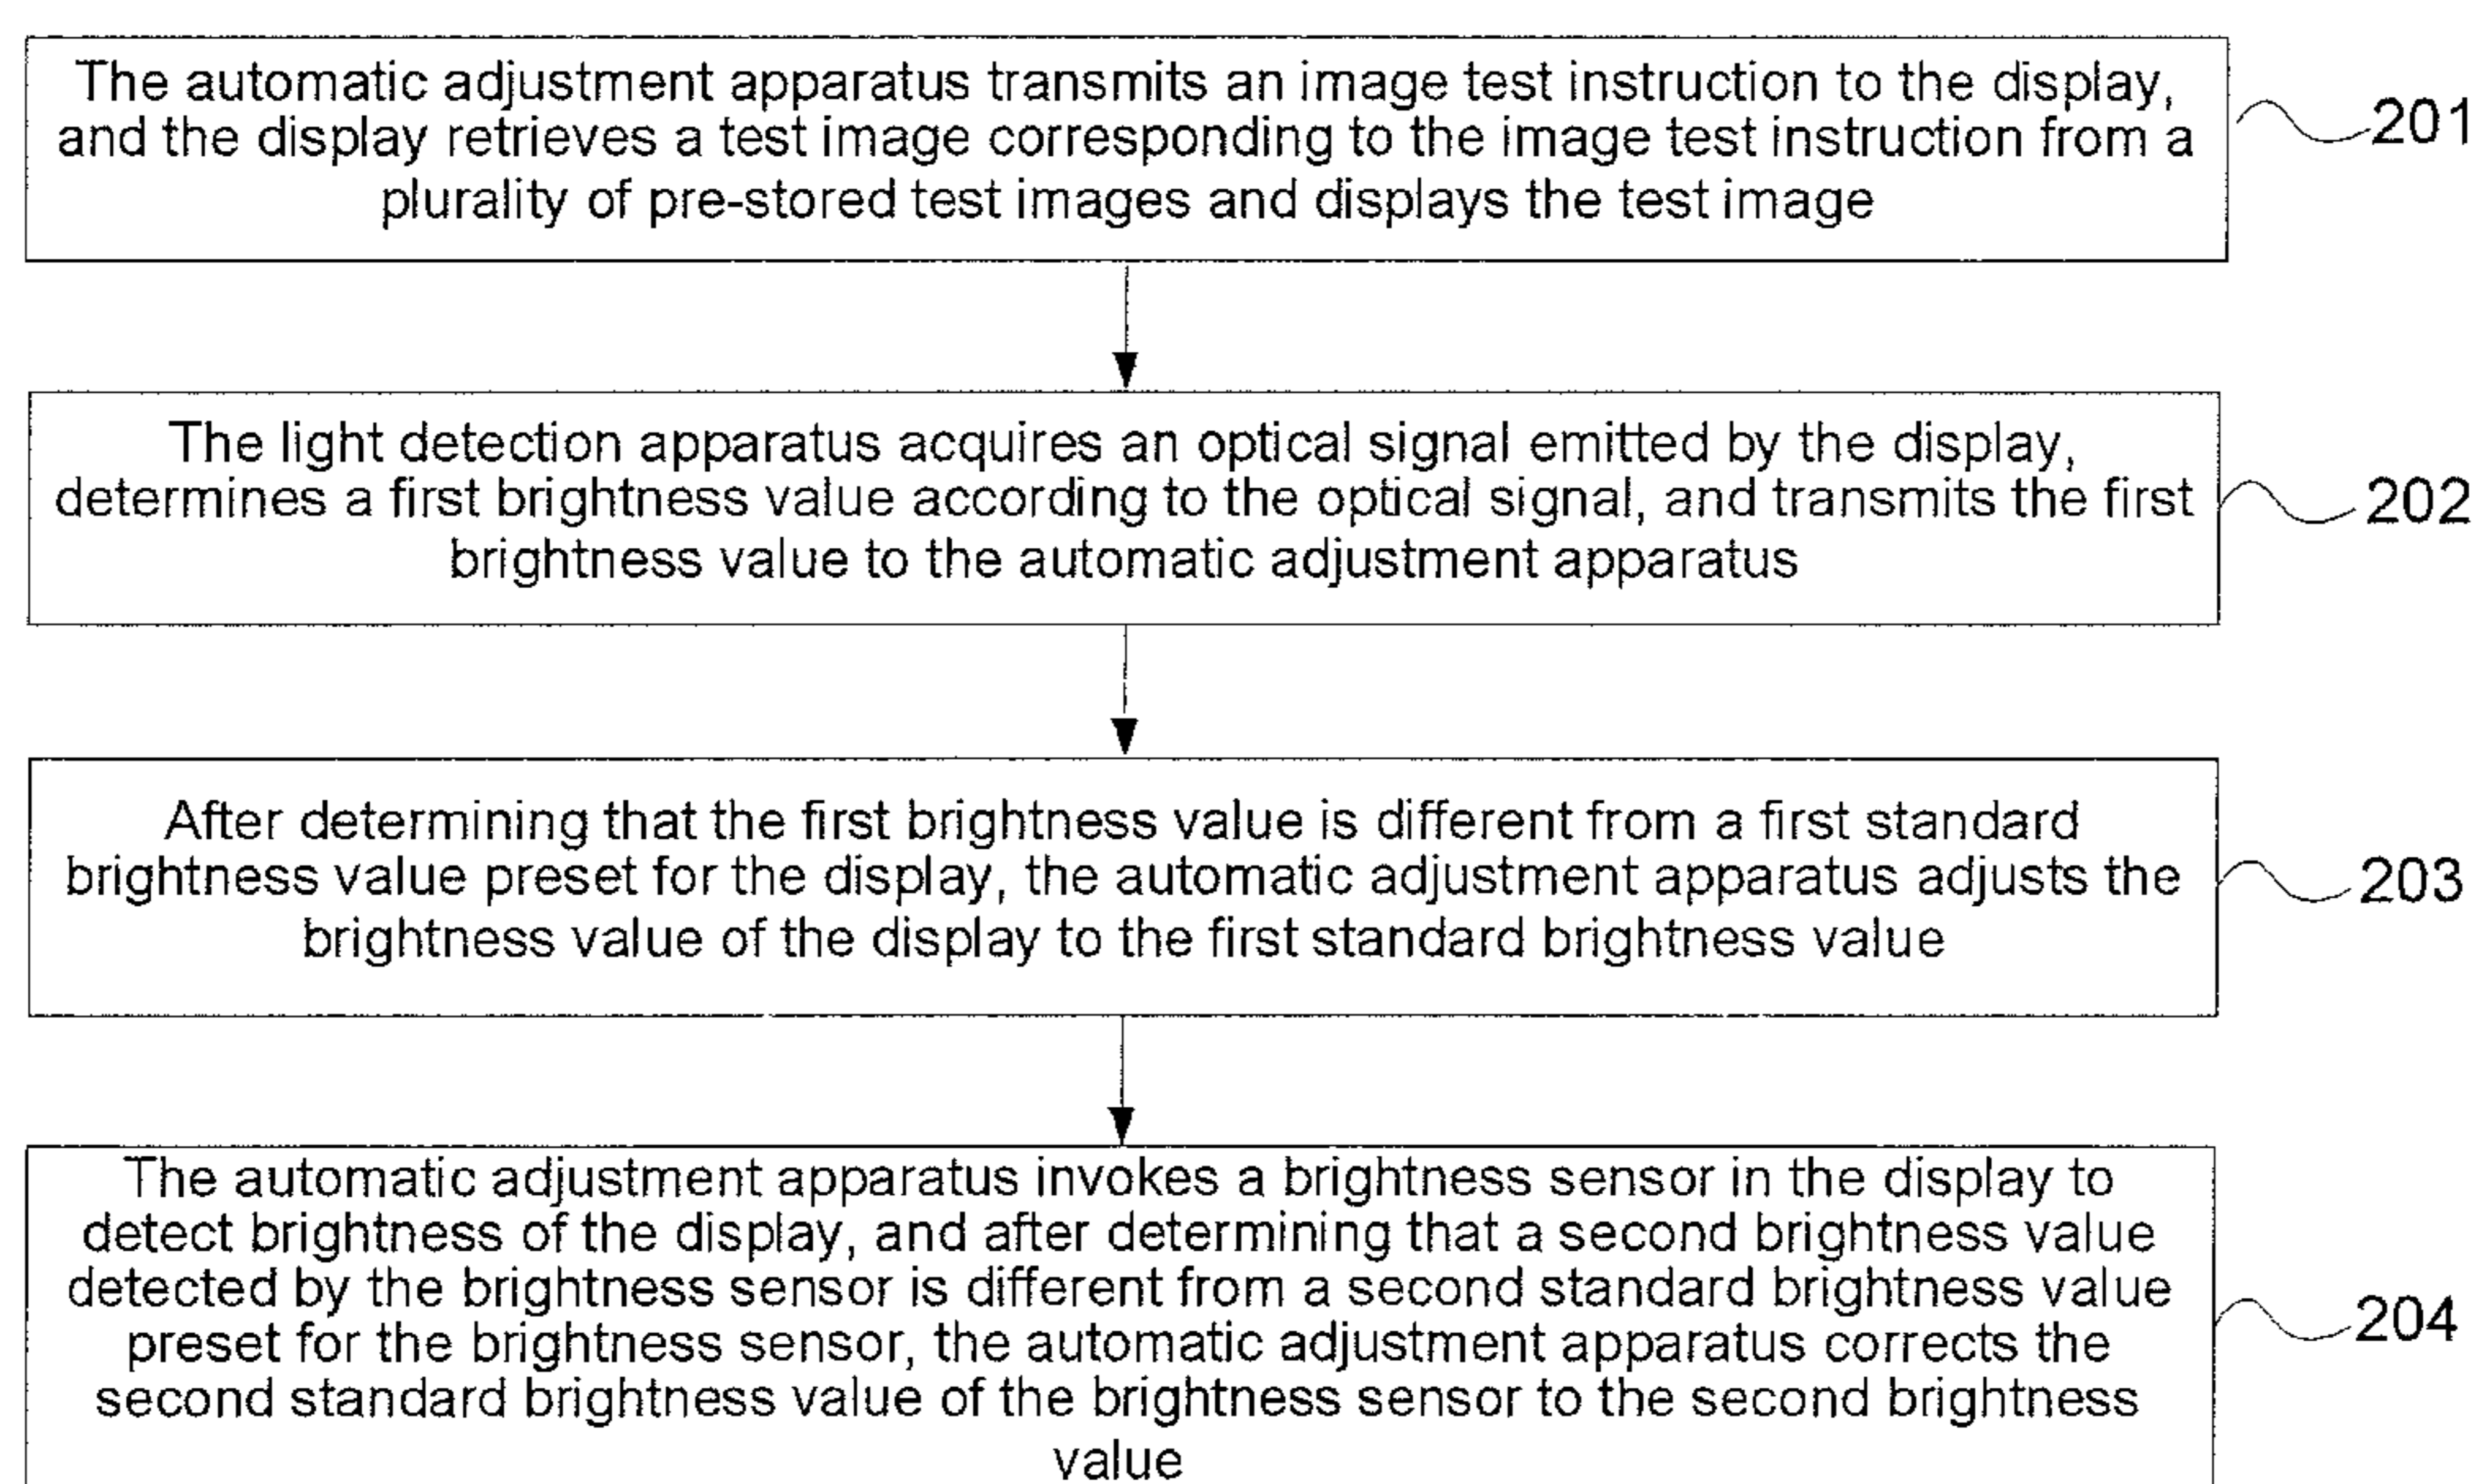 The automatic adjustment apparatus transmits an image test instruction to the display,
and the display retrieves a test image corresponding to the image test instruction from a
plurality of pre-stored test images and displays the test image
201
The light detection apparatus acquires an optical signal emitted by the display,
determines a first brightness value according to the optical signal, and transmits the first
brightness value to the automatic adjustment apparatus
202
After determining that the first brightness value is different from a first standard
brightness value preset for the display, the automatic adjustment apparatus adjusts the
brightness value of the display to the first standard brightness value
203
The automatic adjustment apparatus invokes a brightness sensor in the display to
detect brightness of the display, and after determining that a second brightness value
detected by the brightness sensor is different from a second standard brightness value
preset for the brightness sensor, the automatic adjustment apparatus corrects the
second standard brightness value of the brightness sensor to the second brightness
value
204